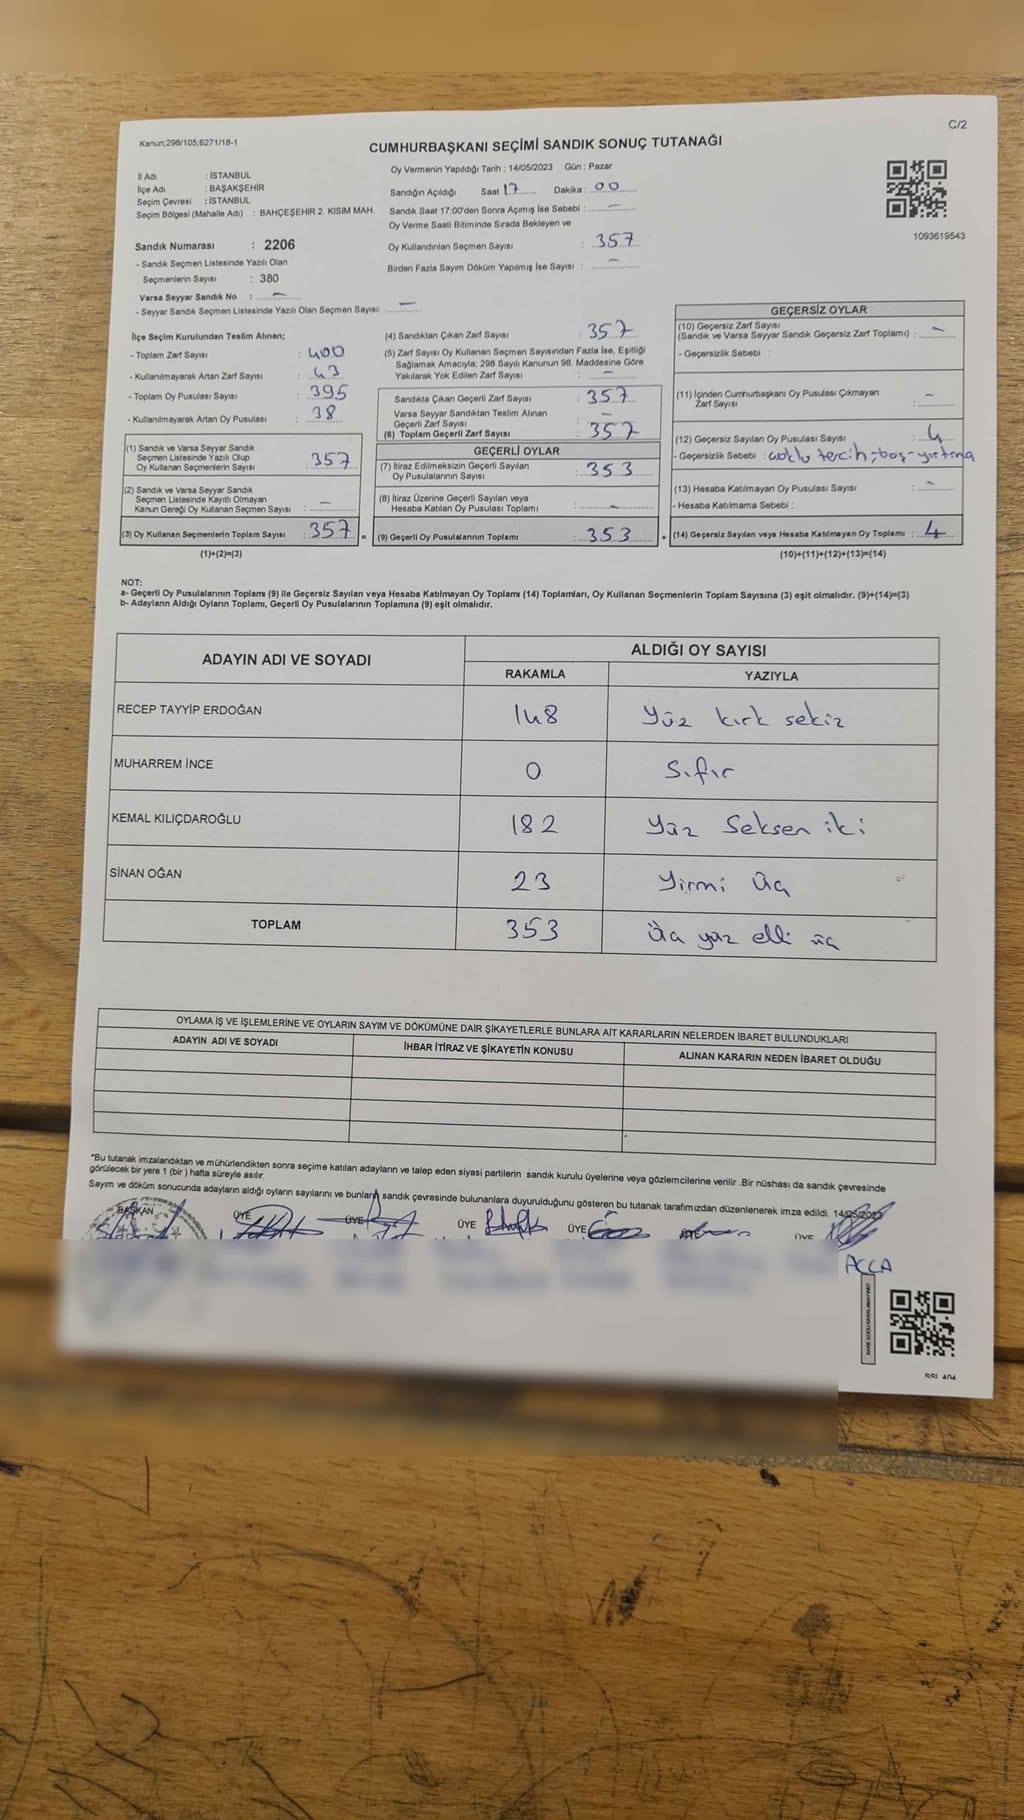 C/2
Kanun;298/105,6271/18-1
CUMHURBAŞKANI SEÇİMİ SANDIK SONUÇ TUTANAĞI
İl Adı : İSTANBUL
İlçe Adı : BAŞAKŞEHİR
Seçim Çevresi : İSTANBUL
Seçim Bölgesi (Mahalle Adı) : BAHÇEŞEHİR 2. KISIM MAH.
Sandık Numarası : 2206
- Sandık Seçmen Listesinde Yazılı Olan
Seçmenlerin Sayısı : 380
Varsa Seyyar Sandık No : —
- Seyyar Sandık Seçmen Listesinde Yazılı Olan Seçmen Sayısı: —
Oy Vermenin Yapıldığı Tarih : 14/05/2023 Gün : Pazar
Sandığın Açıldığı Saat 17 Dakika : 00
Sandık Saat 17:00'den Sonra Açımış İse Sebebi : —
Oy Verme Saati Bitiminde Sırada Bekleyen ve
Oy Kullandırılan Seçmen Sayısı : 357
Birden Fazla Sayım Döküm Yapılmış İse Sayısı : —
1093619543
İlçe Seçim Kurulundan Teslim Alınan;
- Toplam Zarf Sayısı : 400
- Kullanılmayarak Artan Zarf Sayısı : 43
- Toplam Oy Pusulası Sayısı : 395
- Kullanılmayarak Artan Oy Pusulası : 38
(1) Sandık ve Varsa Seyyar Sandık
Seçmen Listesinde Yazılı Olup
Oy Kullanan Seçmenlerin Sayısı : 357
(2) Sandık ve Varsa Seyyar Sandık
Seçmen Listesinde Kayıtlı Olmayan
Kanun Gereği Oy Kullanan Seçmen Sayısı : —
(3) Oy Kullanan Seçmenlerin Toplam Sayısı : 357
(1)+(2)=(3)
(4) Sandıktan Çıkan Zarf Sayısı : 357
(5) Zarf Sayısı Oy Kullanan Seçmen Sayısından Fazla İse, Eşitliği
Sağlamak Amacıyla; 298 Sayılı Kanunun 98. Maddesine Göre
Yakılarak Yok Edilen Zarf Sayısı : —
Sandıkta Çıkan Geçerli Zarf Sayısı : 357
Varsa Seyyar Sandıktan Teslim Alınan
Geçerli Zarf Sayısı : —
(6) Toplam Geçerli Zarf Sayısı : 357
GEÇERLİ OYLAR
(7) İtiraz Edilmeksizin Geçerli Sayılan
Oy Pusulalarının Sayısı : 353
(8) İtiraz Üzerine Geçerli Sayılan veya
Hesaba Katılan Oy Pusulası Toplamı : —
= (9) Geçerli Oy Pusulalarının Toplamı : 353 +
GEÇERSİZ OYLAR
(10) Geçersiz Zarf Sayısı
(Sandık ve Varsa Seyyar Sandık Geçersiz Zarf Toplamı) : —
- Geçersizlik Sebebi :
(11) İçinden Cumhurbaşkanı Oy Pusulası Çıkmayan
Zarf Sayısı : —
(12) Geçersiz Sayılan Oy Pusulası Sayısı : 4
- Geçersizlik Sebebi : çoklu tercih, boş-yırtma
(13) Hesaba Katılmayan Oy Pusulası Sayısı : —
- Hesaba Katılmama Sebebi :
(14) Geçersiz Sayılan veya Hesaba Katılmayan Oy Toplamı : 4
(10)+(11)+(12)+(13)=(14)
NOT:
a- Geçerli Oy Pusulalarının Toplamı (9) ile Geçersiz Sayılan veya Hesaba Katılmayan Oy Toplamı (14) Toplamları, Oy Kullanan Seçmenlerin Toplam Sayısına (3) eşit olmalıdır. (9)+(14)=(3)
b- Adayların Aldığı Oyların Toplamı, Geçerli Oy Pusulalarının Toplamına (9) eşit olmalıdır.
ADAYIN ADI VE SOYADI
ALDIĞI OY SAYISI
RAKAMLA YAZIYLA
RECEP TAYYİP ERDOĞAN 148 Yüz kırk sekiz
MUHARREM İNCE 0 Sıfır
KEMAL KILIÇDAROĞLU 182 Yüz Seksen iki
SİNAN OĞAN 23 Yirmi üç
TOPLAM 353 Üç yüz elli üç
OYLAMA İŞ VE İŞLEMLERİNE VE OYLARIN SAYIM VE DÖKÜMÜNE DAİR ŞİKAYETLERLE BUNLARA AİT KARARLARIN NELERDEN İBARET BULUNDUKLARI
ADAYIN ADI VE SOYADI İHBAR İTİRAZ VE ŞİKAYETİN KONUSU ALINAN KARARIN NEDEN İBARET OLDUĞU
*Bu tutanak imzalandıktan ve mühürlendikten sonra seçime katılan adayların ve talep eden siyasi partilerin sandık kurulu üyelerine veya gözlemcilerine verilir .Bir nüshası da sandık çevresinde
görülecek bir yere 1 (bir ) hafta süreyle asılır.
Sayım ve döküm sonucunda adayların aldığı oyların sayılarını ve bunların sandık çevresinde bulunanlara duyurulduğunu gösteren bu tutanak tarafımızdan düzenlenerek imza edildi. 14/05/2023
BAŞKAN ÜYE ÜYE ÜYE ÜYE ÜYE ÜYE
ACCA